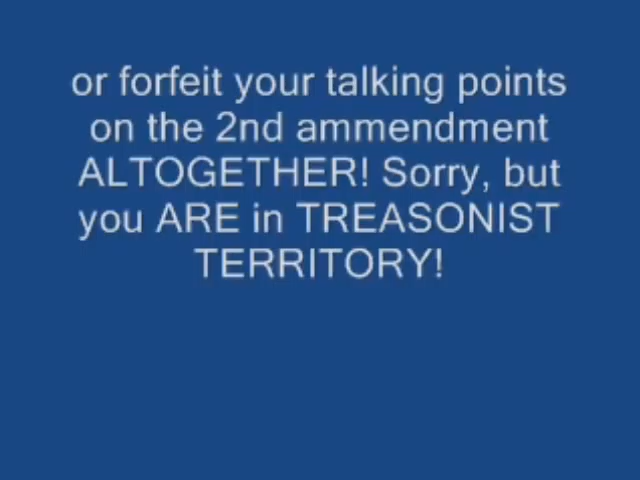 or forfeit your talking points
on the 2nd ammendment
ALTOGETHER! Sorry, but
you ARE in TREASONIST
TERRITORY!